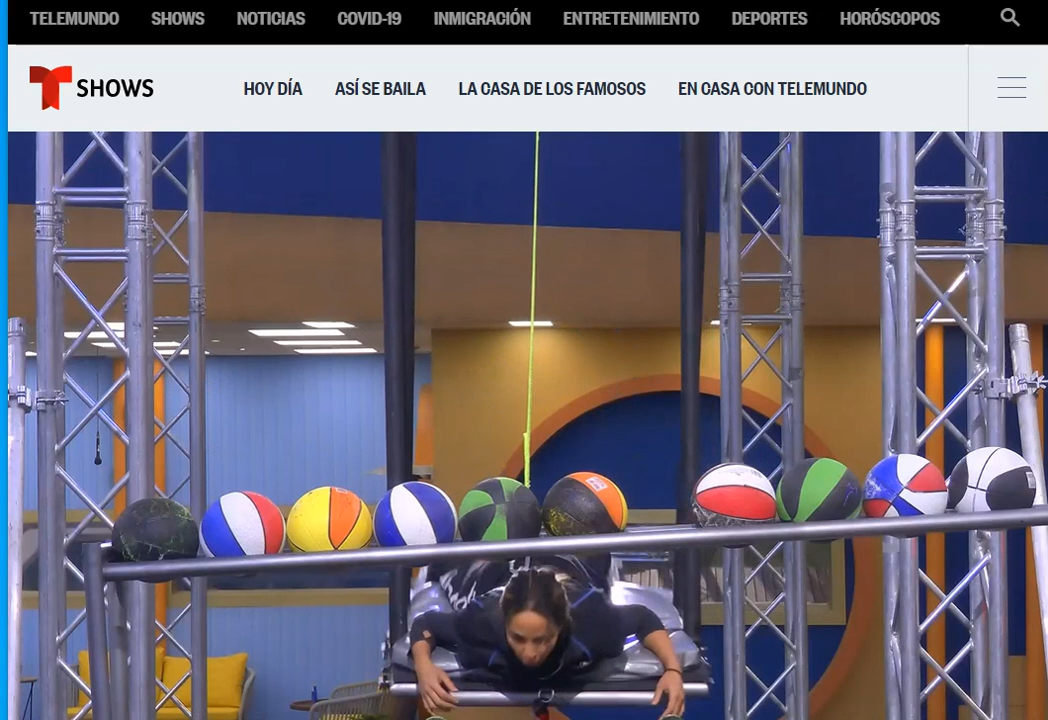 TELEMUNDO SHOWS NOTICIAS COVID-19 INMIGRACIÓN ENTRETENIMIENTO DEPORTES HORÓSCOPOS
SHOWS HOY DÍA ASÍ SE BAILA LA CASA DE LOS FAMOSOS EN CASA CON TELEMUNDO